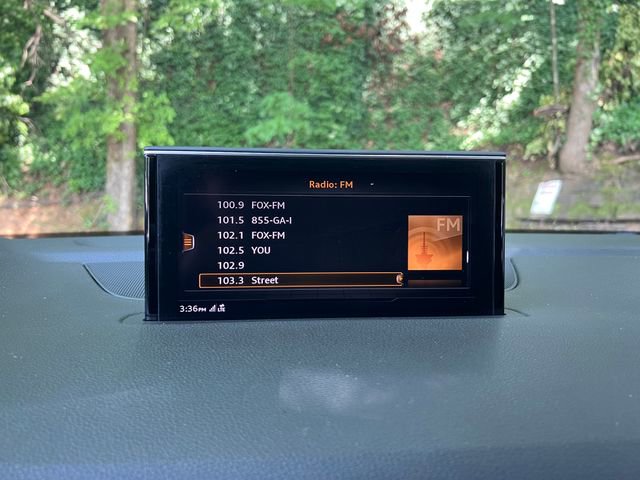 Radio: FM
100.9 FOX-FM
101.5 855-GA-I
102.1 FOX-FM
102.5 YOU
102.9
103.3 Street
FM
3:36PM LTE